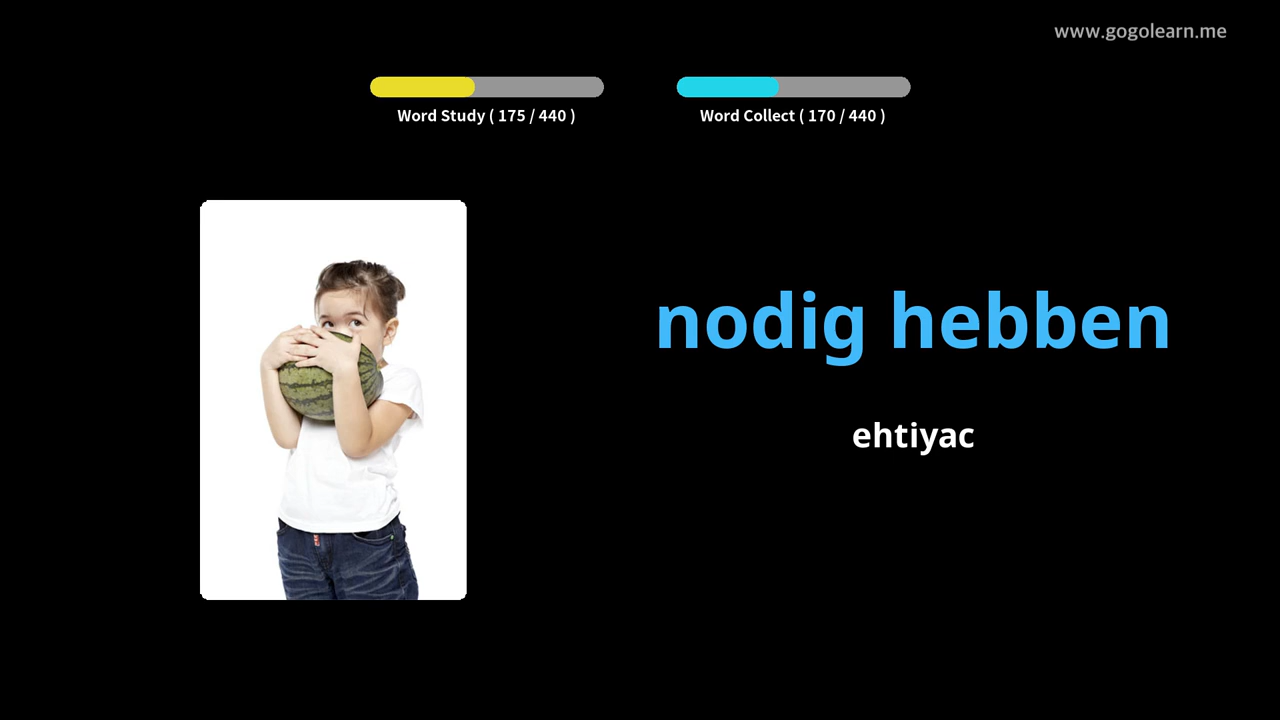 www.gogolearn.me
Word Study ( 175 / 440 )
Word Collect ( 170 / 440 )
nodig hebben
ehtiyac